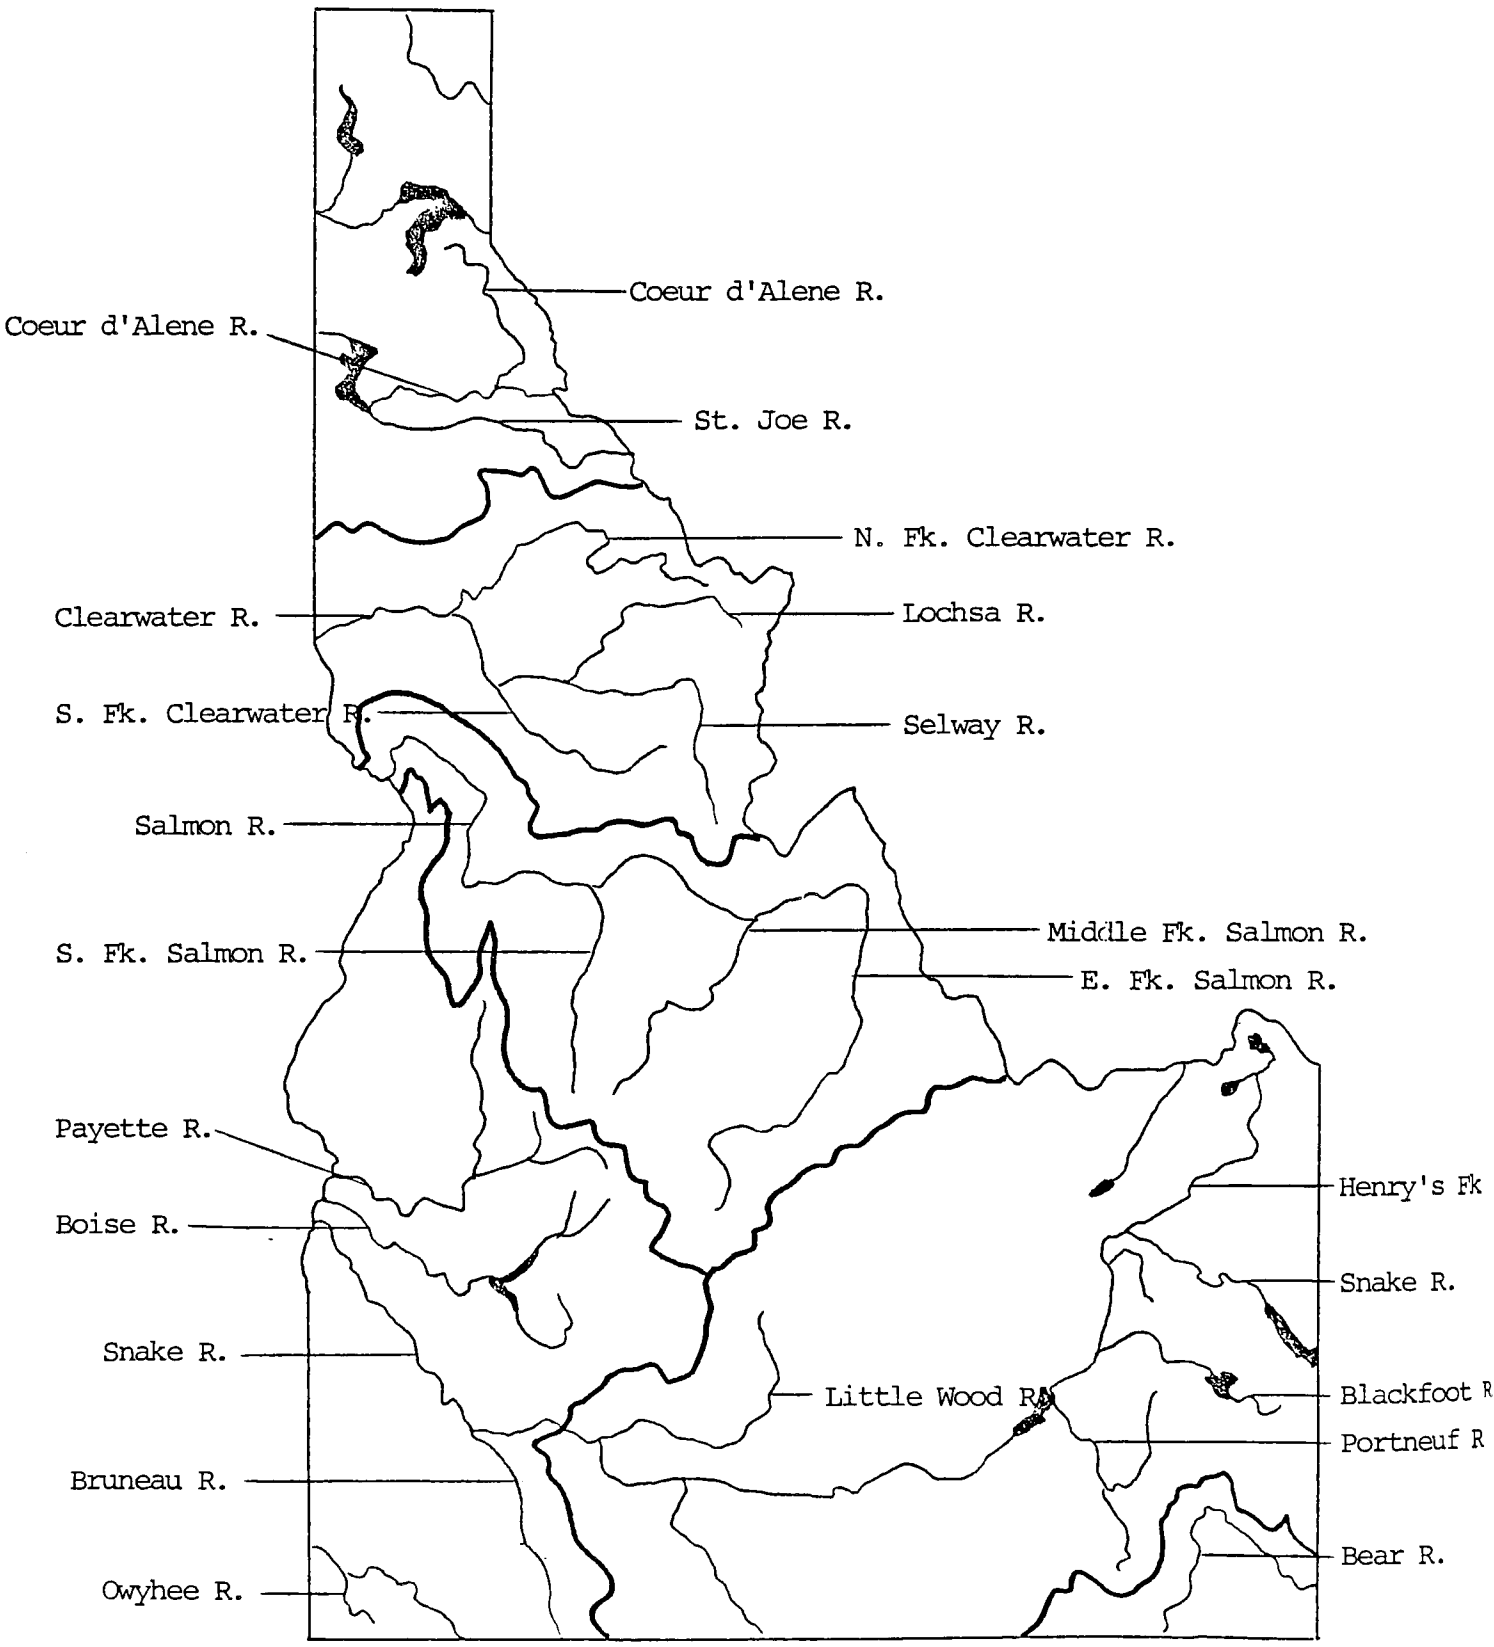 Coeur d'Alene R.
Coeur d'Alene R.
St. Joe R.
N. Fk. Clearwater R.
Clearwater R.
Lochsa R.
S. Fk. Clearwater R.
Selway R.
Salmon R.
Middle Fk. Salmon R.
S. Fk. Salmon R.
E. Fk. Salmon R.
Payette R.
Henry's Fk
Boise R.
Snake R.
Snake R.
Little Wood R
Blackfoot R
Portneuf R
Bruneau R.
Bear R.
Owyhee R.